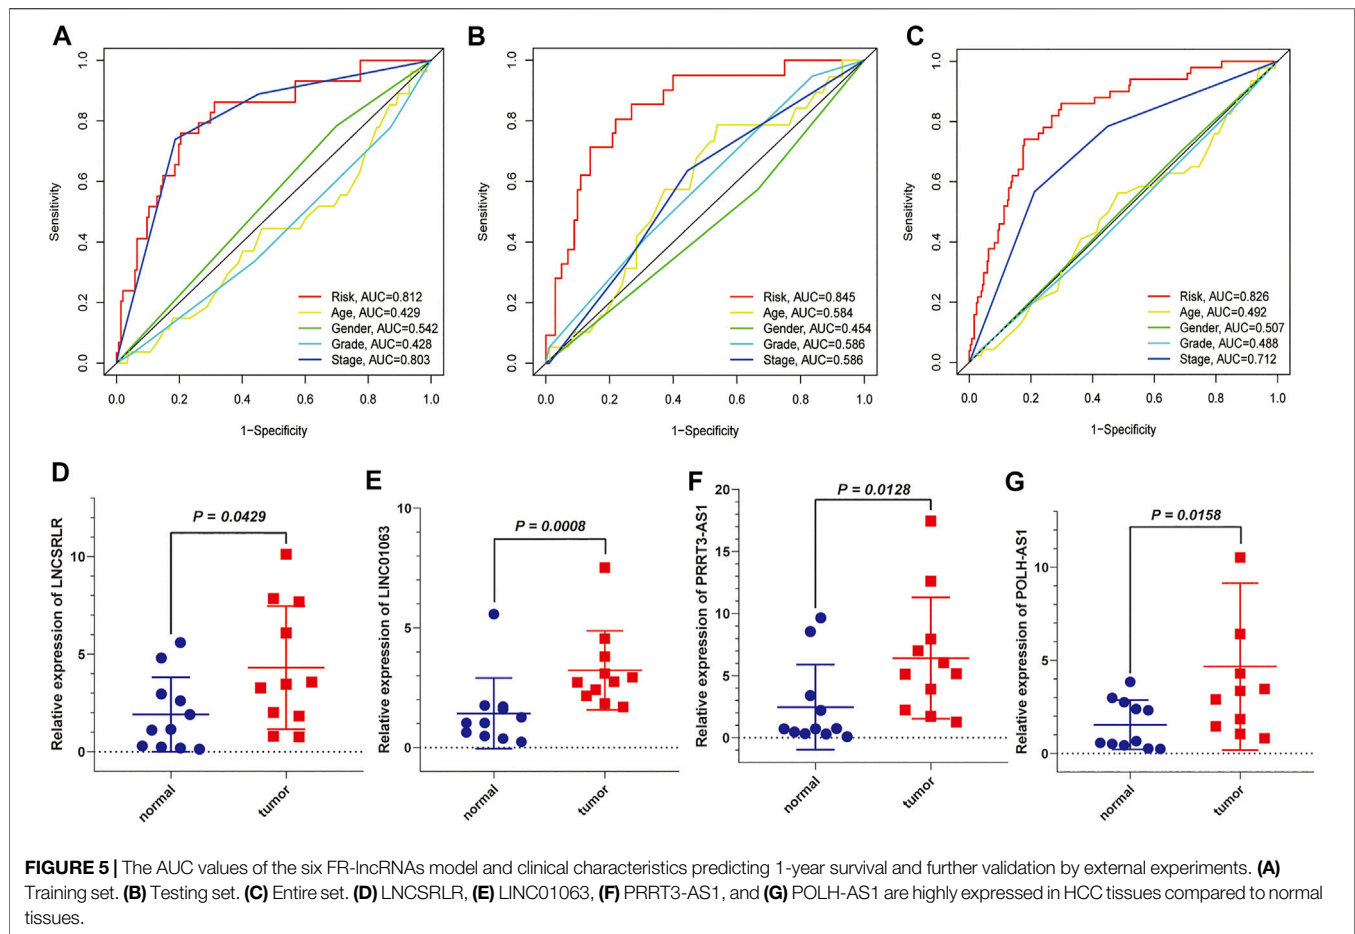 A
B
C
1.0
0.8
0.6
0.4
0.2
0.0
Sensitivity
Risk, AUC=0.812
Age, AUC=0.429
Gender, AUC=0.542
Grade, AUC=0.428
Stage, AUC=0.803
0.0 0.2 0.4 0.6 0.8 1.0
1−Specificity
1.0
0.8
0.6
0.4
0.2
0.0
Sensitivity
Risk, AUC=0.845
Age, AUC=0.584
Gender, AUC=0.454
Grade, AUC=0.586
Stage, AUC=0.586
0.0 0.2 0.4 0.6 0.8 1.0
1−Specificity
1.0
0.8
0.6
0.4
0.2
0.0
Sensitivity
Risk, AUC=0.826
Age, AUC=0.492
Gender, AUC=0.507
Grade, AUC=0.488
Stage, AUC=0.712
0.0 0.2 0.4 0.6 0.8 1.0
1−Specificity
D
Relative expression of LNCSRLR
P = 0.0429
10
5
0
normal
tumor
E
Relative expression of LINC01063
P = 0.0008
10
5
0
normal
tumor
F
Relative expression of PRRT3-AS1
P = 0.0128
20
15
10
5
0
normal
tumor
G
Relative expression of POLH-AS1
P = 0.0158
10
5
0
normal
tumor
FIGURE 5 | The AUC values of the six FR-lncRNAs model and clinical characteristics predicting 1-year survival and further validation by external experiments. (A)
Training set. (B) Testing set. (C) Entire set. (D) LNCSRLR, (E) LINC01063, (F) PRRT3-AS1, and (G) POLH-AS1 are highly expressed in HCC tissues compared to normal
tissues.